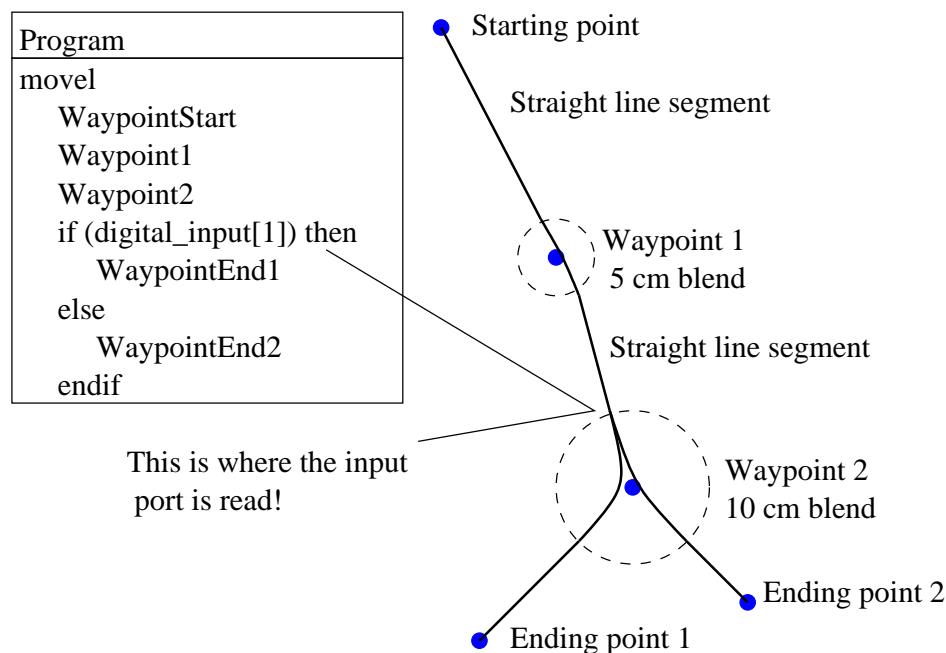 Program
movel
WaypointStart
Waypoint1
Waypoint2
if (digital_input[1]) then
WaypointEnd1
else
WaypointEnd2
endif
Starting point
Straight line segment
Waypoint 1
5 cm blend
Straight line segment
This is where the input
port is read!
Waypoint 2
10 cm blend
Ending point 2
Ending point 1